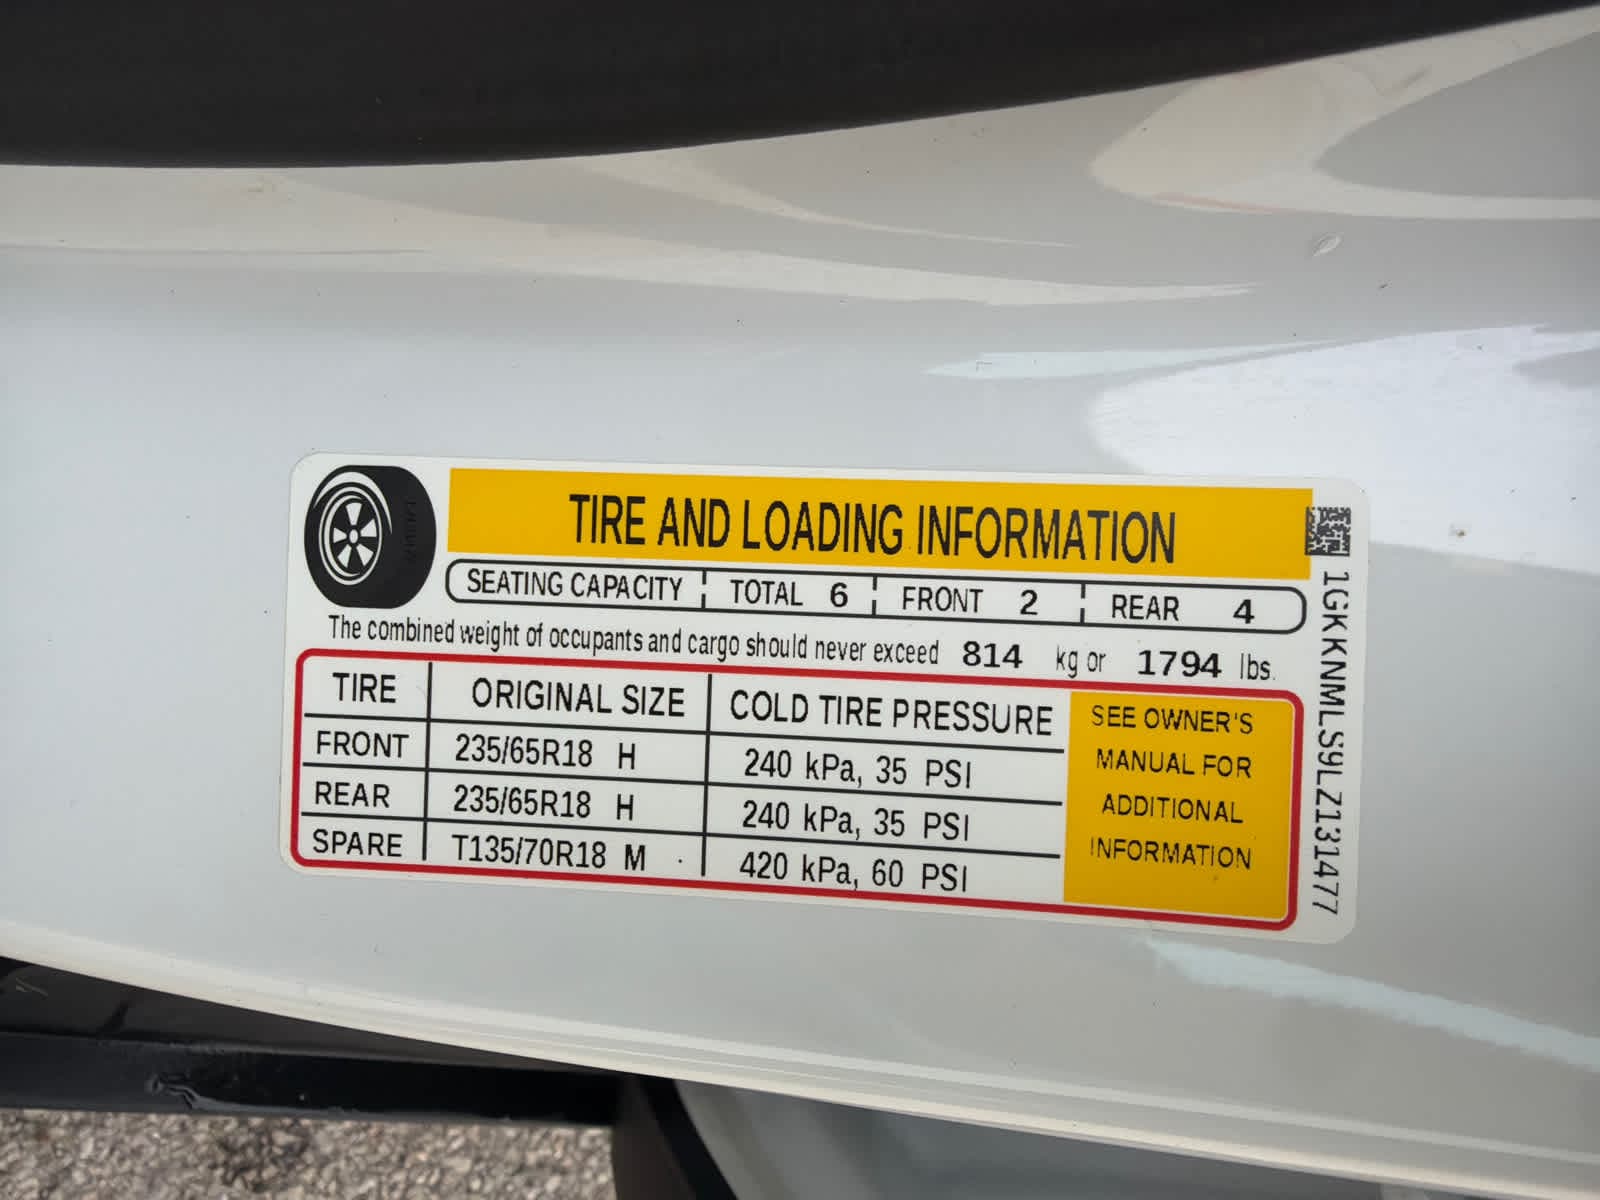 TIRE AND LOADING INFORMATION
SEATING CAPACITY TOTAL 6 FRONT 2 REAR 4
The combined weight of occupants and cargo should never exceed 814 kg or 1794 lbs.
TIRE ORIGINAL SIZE COLD TIRE PRESSURE
FRONT 235/65R18 H 240 kPa, 35 PSI
REAR 235/65R18 H 240 kPa, 35 PSI
SPARE T135/70R18 M 420 kPa, 60 PSI
SEE OWNER'S
MANUAL FOR
ADDITIONAL
INFORMATION
1GKKNMLS9LZ131477